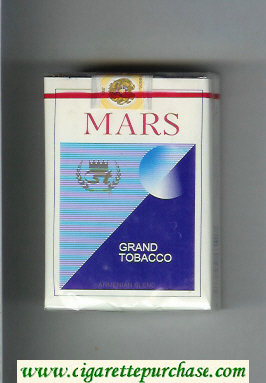 MARS
GRAND
TOBACCO
ARMENIAN BLEND
www.cigarettepurchase.com